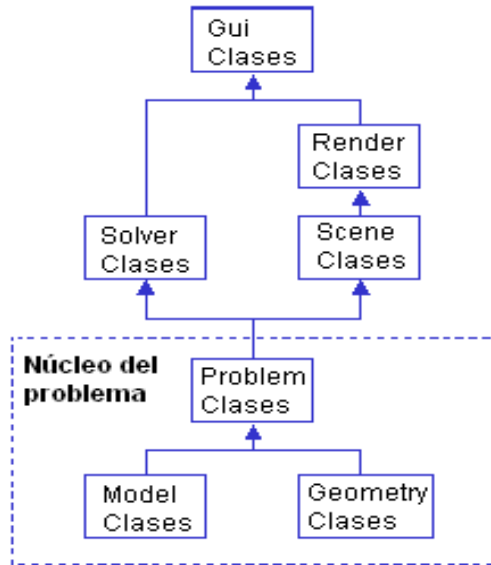 Gui
Clases
Render
Clases
Solver
Clases
Scene
Clases
Núcleo del
problema
Problem
Clases
Model
Clases
Geometry
Clases